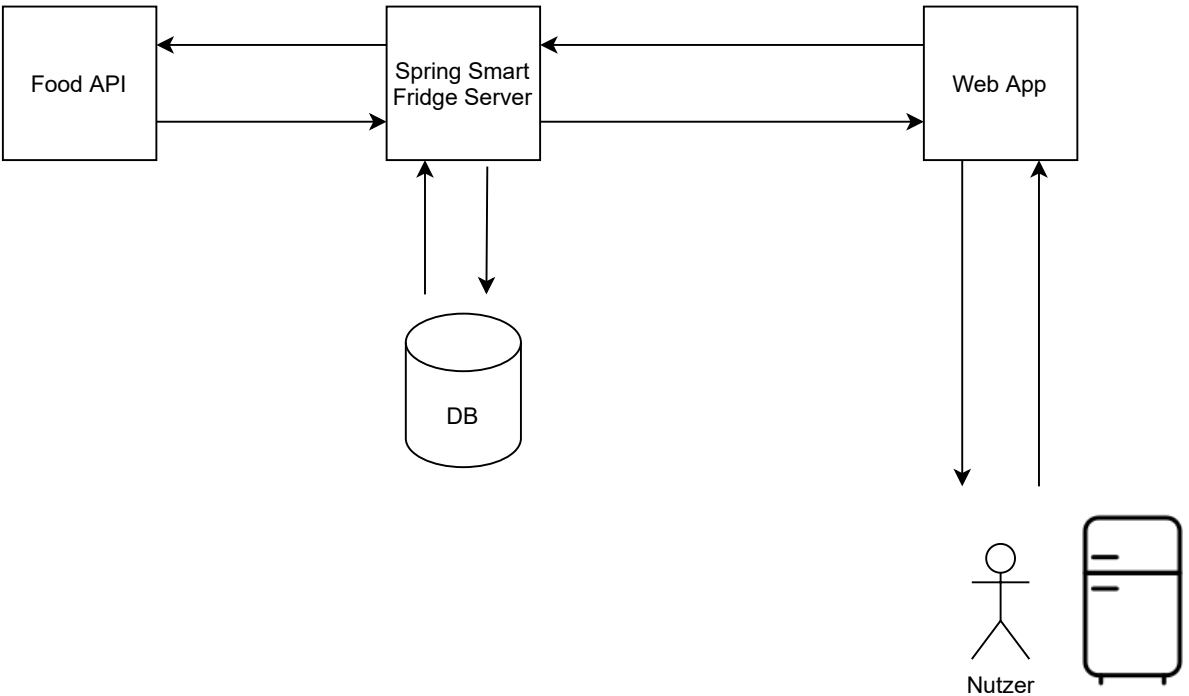 Food API
Spring Smart
Fridge Server
Web App
DB
Nutzer